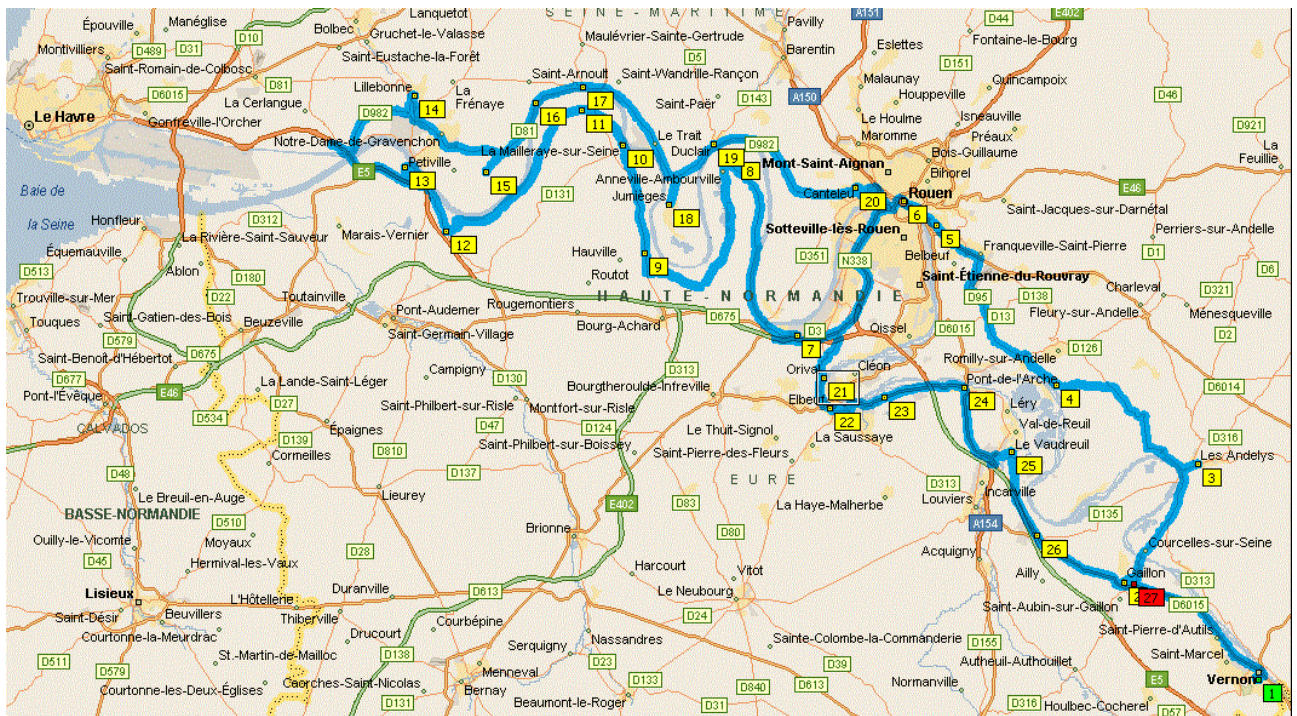 SEINE-MARITIME
Épouville
Manéglise
D10
Bolbec
Lanquetot
Gruchet-le-Valasse
Maulévrier-Sainte-Gertrude
Pavilly
A151
D44
E402
Fontaine-le-Bourg
Montivilliers
D489
D31
Saint-Eustache-la-Forêt
D5
Barentin
Eslettes
D151
Saint-Romain-de-Colbosc
D81
Lillebonne
La Frénaye
Saint-Arnoult
Saint-Wandrille-Rançon
Malaunay
Quincampoix
D6015
La Cerlangue
14
16
17
Saint-Paër
D143
A150
Houppeville
D46
Le Havre
Gonfreville-l'Orcher
D982
D81
11
Le Houlme
Isneauville
D921
Maromme
Préaux
Notre-Dame-de-Gravenchon
La Mailleraye-sur-Seine
10
Le Trait
Duclair
D982
19
8
Mont-Saint-Aignan
Bois-Guillaume
Bihorel
La Feuillie
Petiville
E5
13
15
D131
Anneville-Ambourville
Jumièges
18
Canteleu
20
Rouen
6
E46
Saint-Jacques-sur-Darnétal
Baie de
la Seine
Honfleur
D312
Marais-Vernier
12
Sotteville-lès-Rouen
5
Perriers-sur-Andelle
La Rivière-Saint-Sauveur
Équemauville
Hauville
9
D351
N338
Belbeuf
Franqueville-Saint-Pierre
D1
D513
Ablon
D180
Routot
Saint-Étienne-du-Rouvray
D6
Trouville-sur-Mer
D22
Toutainville
HAUTE-NORMANDIE
D95
D138
Charleval
D321
Touques
Saint-Gatien-des-Bois
Beuzeville
Pont-Audemer
Rougemontiers
D675
D3
Oissel
D13
Fleury-sur-Andelle
Ménesqueville
D579
Saint-Germain-Village
Bourg-Achard
7
D6015
D2
Saint-Benoît-d'Hébertot
D675
D313
Romilly-sur-Andelle
D126
D677
E46
La Lande-Saint-Léger
Campigny
D130
Bourgtheroulde-Infreville
Orival
Cléon
21
Pont-de-l'Arche
4
D6014
Pont-l'Évêque
D534
D27
Saint-Philbert-sur-Risle
Montfort-sur-Risle
Elbeuf
22
23
24
Léry
CALVADOS
Épaignes
D47
D124
Le Thuit-Signol
La Saussaye
Val-de-Reuil
D316
D139
Cormeilles
D810
Saint-Philbert-sur-Boissey
Saint-Pierre-des-Fleurs
Le Vaudreuil
25
Les Andelys
3
D48
D137
EURE
D313
Incarville
Le Breuil-en-Auge
Lieurey
E402
D83
La Haye-Malherbe
Louviers
BASSE-NORMANDIE
D510
Brionne
D80
A154
D135
Ouilly-le-Vicomte
Moyaux
D28
Acquigny
26
Courcelles-sur-Seine
D45
Hermival-les-Vaux
Harcourt
Vitot
Ailly
Gaillon
D313
Lisieux
L'Hôtellerie
Duranville
D613
Le Neubourg
27
D6015
Saint-Désir
Beuvillers
Thiberville
Courbépine
D24
Saint-Aubin-sur-Gaillon
Courtonne-la-Meurdrac
Drucourt
Nassandres
Sainte-Colombe-la-Commanderie
D155
Saint-Pierre-d'Autils
D511
St.-Martin-de-Mailloc
D138
Serquigny
D23
D39
Autheuil-Authouillet
Saint-Marcel
D579
Caorches-Saint-Nicolas
Menneval
D133
D840
D613
Normanville
E5
Vernon
1
Courtonne-les-Deux-Églises
D131
Bernay
Beaumont-le-Roger
D31
D316
Houlbec-Cocherel
D57